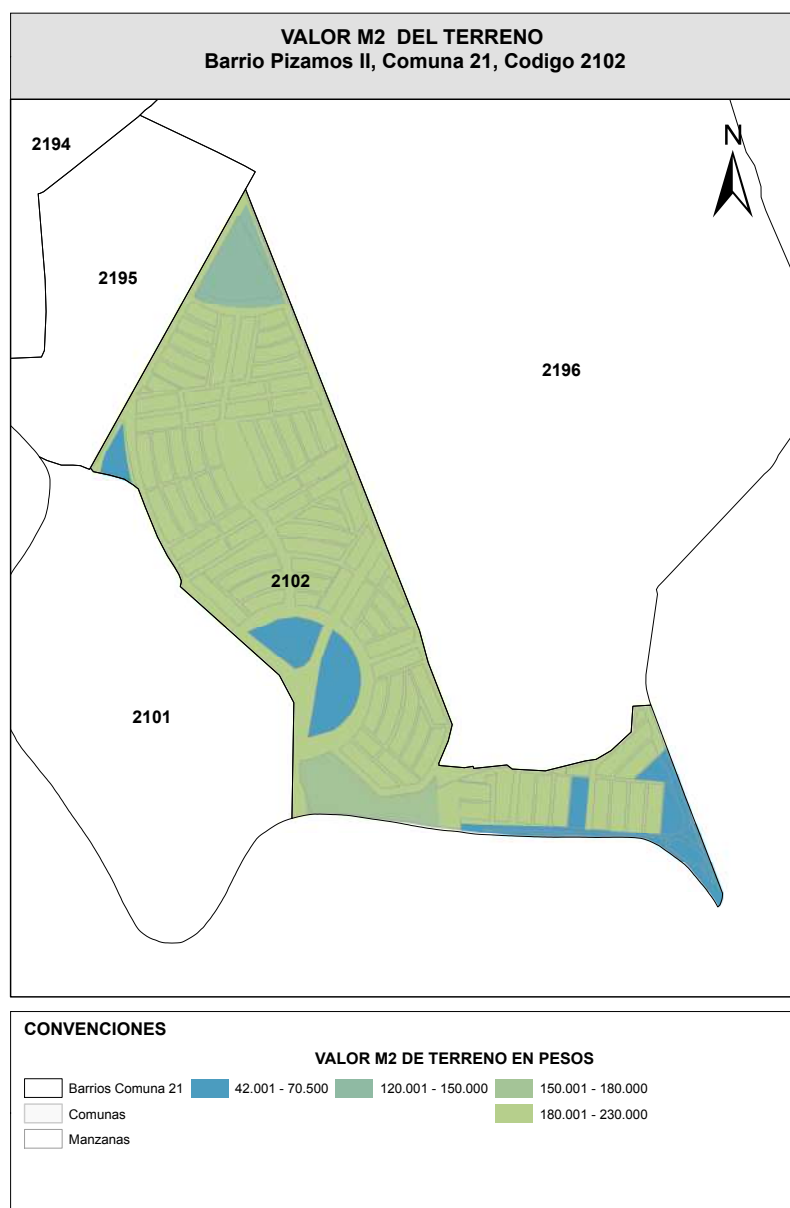 VALOR M2 DEL TERRENO
Barrio Pizamos II, Comuna 21, Codigo 2102
N
2194
2195
2196
2102
2101
CONVENCIONES
VALOR M2 DE TERRENO EN PESOS
Barrios Comuna 21
42.001 - 70.500
120.001 - 150.000
150.001 - 180.000
Comunas
180.001 - 230.000
Manzanas